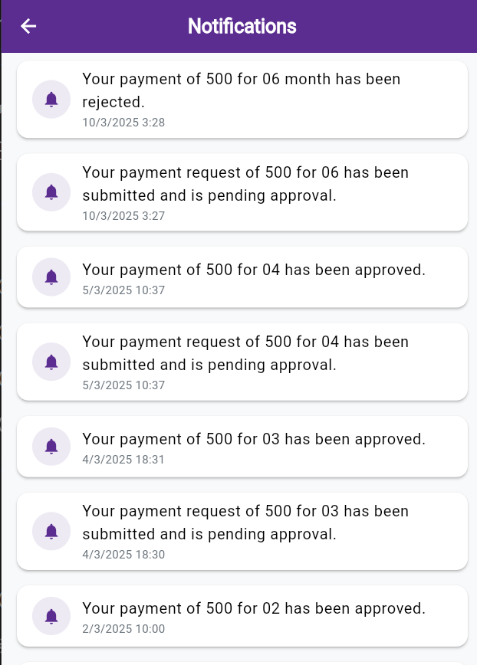 Notifications
Your payment of 500 for 06 month has been
rejected.
10/3/2025 3:28
Your payment request of 500 for 06 has been
submitted and is pending approval.
10/3/2025 3:27
Your payment of 500 for 04 has been approved.
5/3/2025 10:37
Your payment request of 500 for 04 has been
submitted and is pending approval.
5/3/2025 10:37
Your payment of 500 for 03 has been approved.
4/3/2025 18:31
Your payment request of 500 for 03 has been
submitted and is pending approval.
4/3/2025 18:30
Your payment of 500 for 02 has been approved.
2/3/2025 10:00